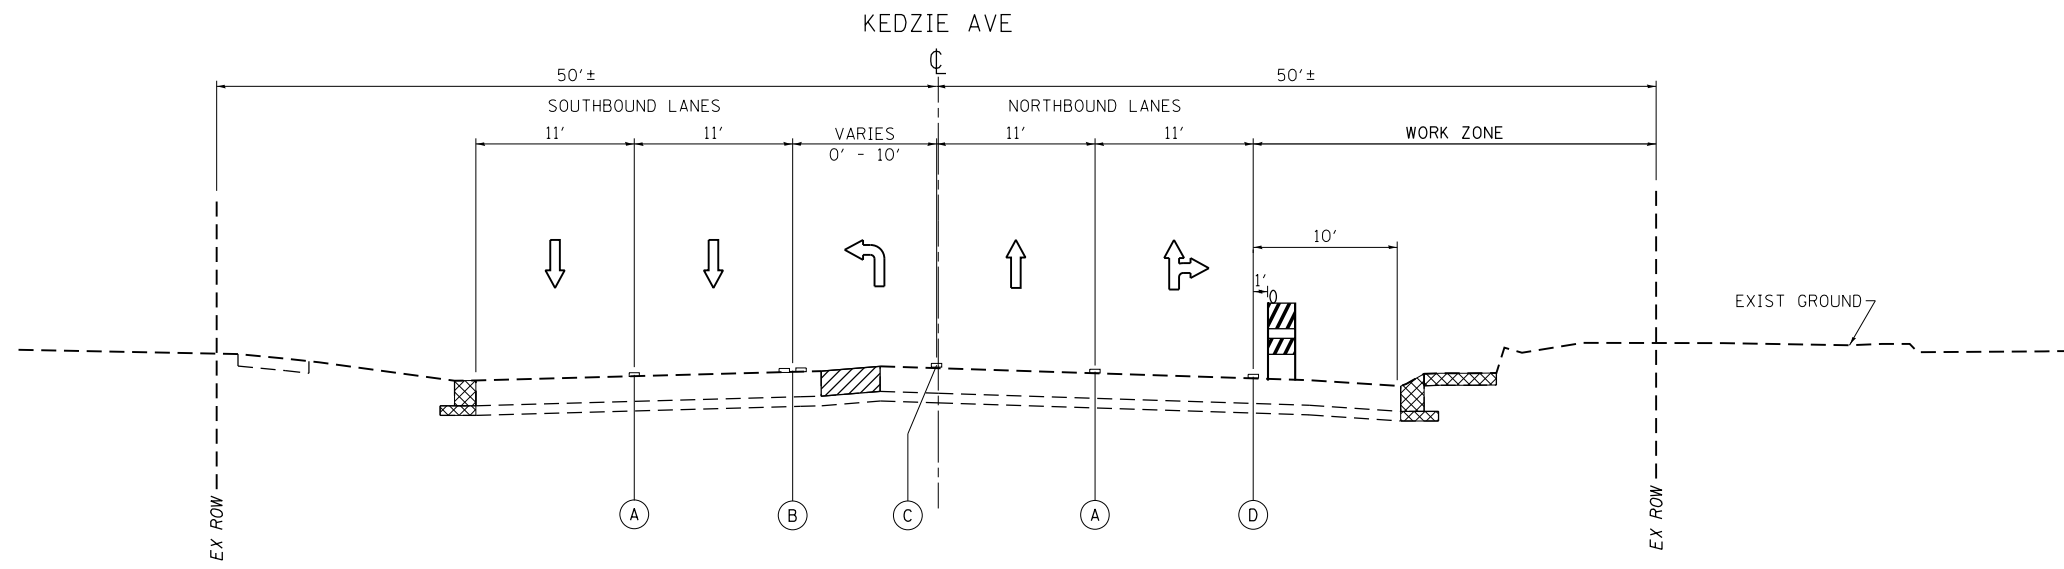 KEDZIE AVE
℄
50'± 50'±
SOUTHBOUND LANES NORTHBOUND LANES
11' 11' VARIES 11' 11' WORK ZONE
0' - 10'
10'
1'
EXIST GROUND
A B C A D
EX ROW EX ROW